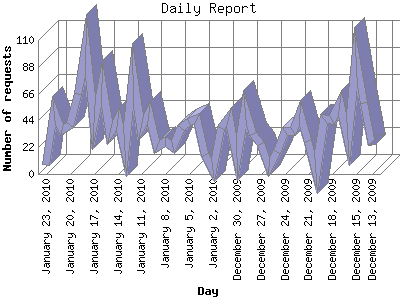 Daily Report
Number of requests
110
88
66
44
22
0
January 23, 2010
January 20, 2010
January 17, 2010
January 14, 2010
January 11, 2010
January 8, 2010
January 5, 2010
January 2, 2010
December 30, 2009
December 27, 2009
December 24, 2009
December 21, 2009
December 18, 2009
December 15, 2009
December 13, 2009
Day